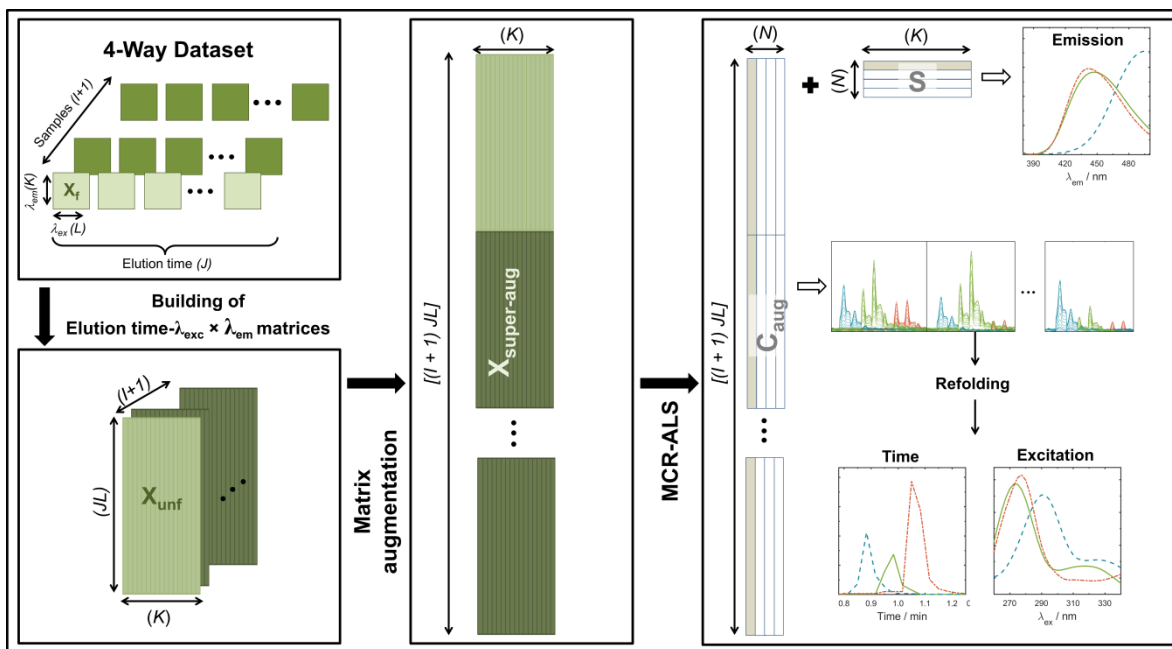 4-Way Dataset
Samples (I+1)
λem(K)
Xf
λex (L)
Elution time (J)
Building of
Elution time-λexc × λem matrices
(I+1)
(JL)
Xunf
(K)
Matrix
augmentation
(K)
[(I + 1) JL]
Xsuper-aug
MCR-ALS
(N)
[(I + 1) JL]
Caug
(K)
(N)
S
Emission
390 420 450 480
λem / nm
Refolding
Time
0.8 0.9 1.0 1.1 1.2
Time / min
Excitation
270 290 310 330
λex / nm